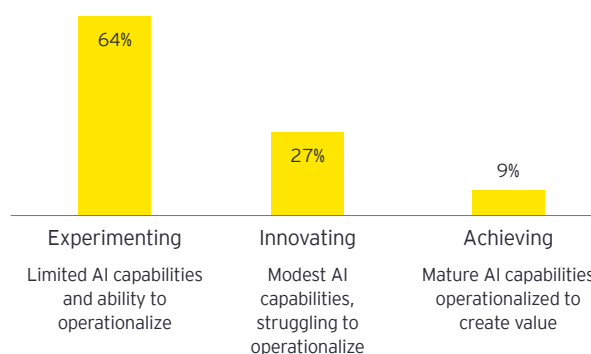 64%
27%
9%
Experimenting
Innovating
Achieving
Limited AI capabilities
and ability to
operationalize
Modest AI
capabilities,
struggling to
operationalize
Mature AI capabilities
operationalized to
create value